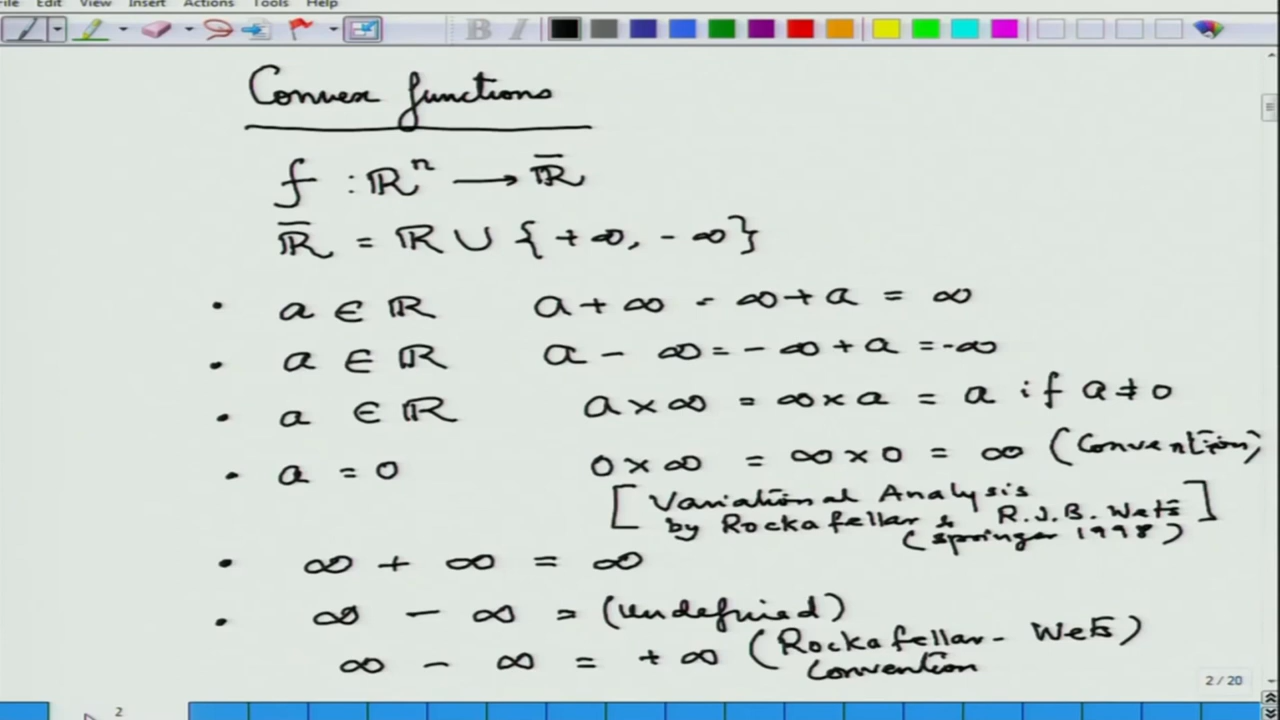 File Edit View Insert Actions Tools Help
Convex functions
f : ℝⁿ ⟶ ℝ̄
ℝ̄ = ℝ ∪ {+∞, -∞}
• a ∈ ℝ a + ∞ = ∞ + a = ∞
• a ∈ ℝ a - ∞ = - ∞ + a = -∞
• a ∈ ℝ a × ∞ = ∞ × a = a if a ≠ 0
• a = 0 0 × ∞ = ∞ × 0 = ∞ (Convention)
[Variational Analysis
by Rockafellar & R.J.B. Wets]
(Springer 1998)
• ∞ + ∞ = ∞
• ∞ - ∞ = (undefined)
∞ - ∞ = + ∞ (Rockafellar - Wets)
Convention
2 / 20
2